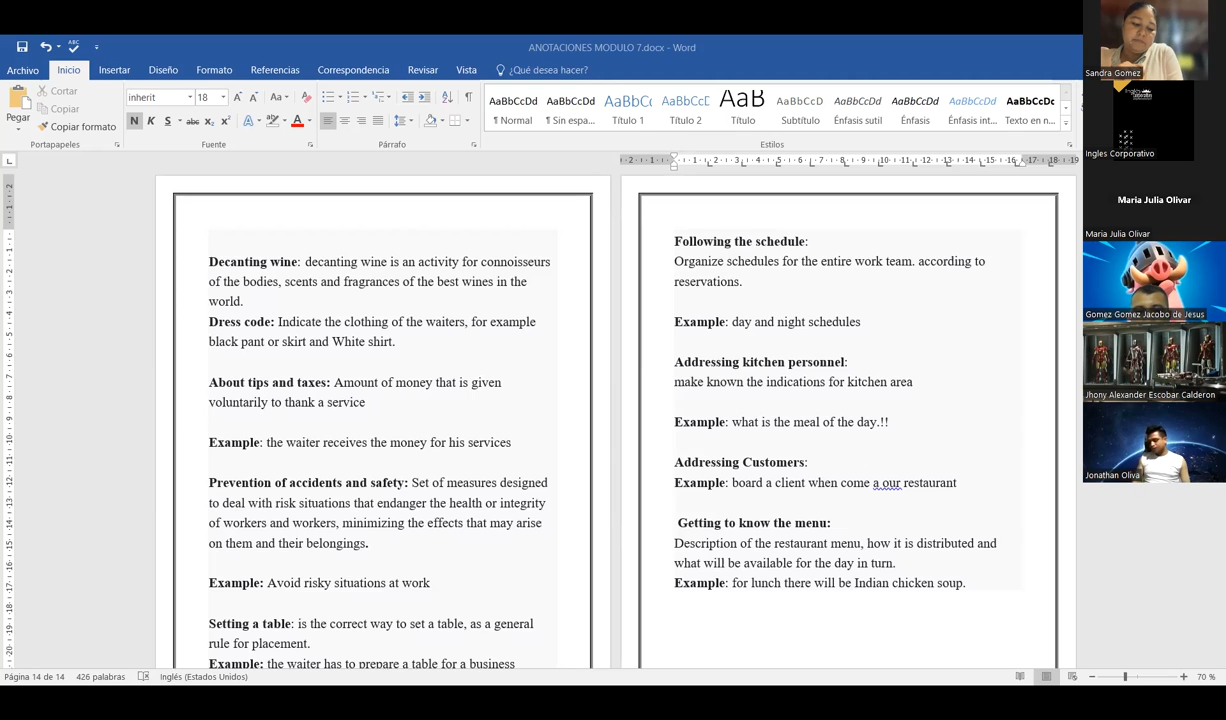 ANOTACIONES MODULO 7.docx - Word
Archivo Inicio Insertar Diseño Formato Referencias Correspondencia Revisar Vista ¿Qué desea hacer?
Pegar
Cortar
Copiar
Copiar formato
Portapapeles
inherit 18
N K S abc x₂ x²
Fuente
Párrafo
AaBbCcDd AaBbCcDd AaBbCc AaBbCcD AaB AaBbCcD AaBbCcDd AaBbCcDd AaBbCcDd AaBbCcDc
¶ Normal ¶ Sin espa... Título 1 Título 2 Título Subtítulo Énfasis sutil Énfasis Énfasis int... Texto en n...
Estilos
Decanting wine: decanting wine is an activity for connoisseurs
of the bodies, scents and fragrances of the best wines in the
world.
Dress code: Indicate the clothing of the waiters, for example
black pant or skirt and White shirt.
About tips and taxes: Amount of money that is given
voluntarily to thank a service
Example: the waiter receives the money for his services
Prevention of accidents and safety: Set of measures designed
to deal with risk situations that endanger the health or integrity
of workers and workers, minimizing the effects that may arise
on them and their belongings.
Example: Avoid risky situations at work
Setting a table: is the correct way to set a table, as a general
rule for placement.
Example: the waiter has to prepare a table for a business
Following the schedule:
Organize schedules for the entire work team. according to
reservations.
Example: day and night schedules
Addressing kitchen personnel:
make known the indications for kitchen area
Example: what is the meal of the day.!!
Addressing Customers:
Example: board a client when come a our restaurant
Getting to know the menu:
Description of the restaurant menu, how it is distributed and
what will be available for the day in turn.
Example: for lunch there will be Indian chicken soup.
Página 14 de 14 426 palabras Inglés (Estados Unidos)
70 %
Sandra Gomez
Ingles Corporativo
Maria Julia Olivar
Maria Julia Olivar
Gomez Gomez Jacobo de Jesus
Jhony Alexander Escobar Calderon
Jonathan Oliva